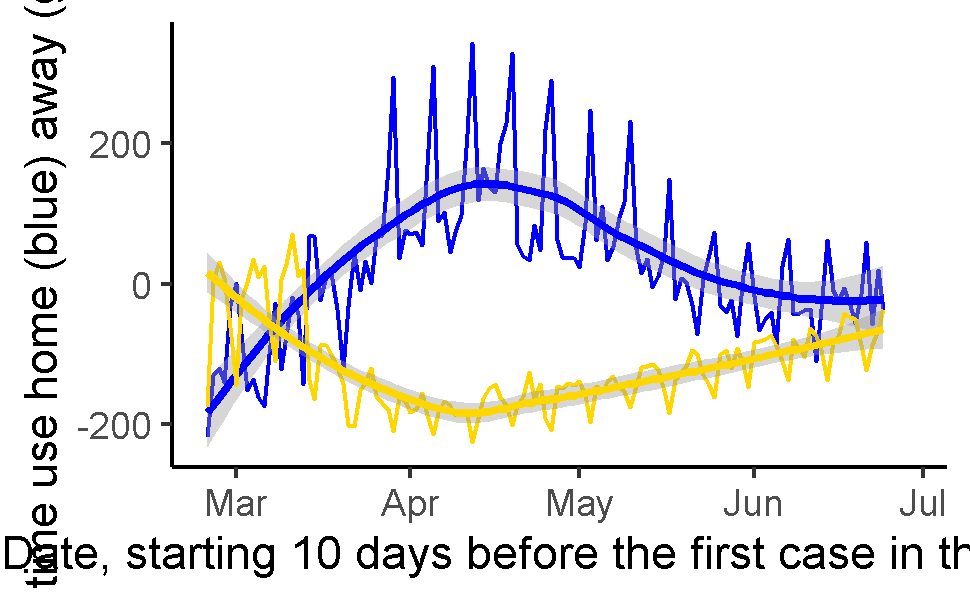 time use home (blue) away (
200
0
-200
Mar Apr May Jun Jul
Date, starting 10 days before the first case in th